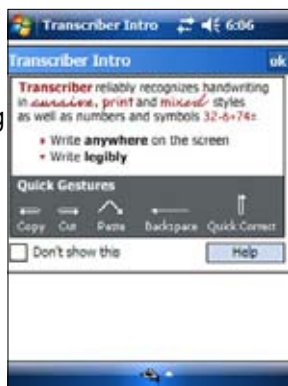 Transcriber Intro 6:06
Transcriber Intro ok
Transcriber reliably recognizes handwriting
in cursive, print and mixed styles
as well as numbers and symbols 32-6+74=
• Write anywhere on the screen
• Write legibly
Quick Gestures
Copy Cut Paste Backspace Quick Correct
Don't show this Help
g